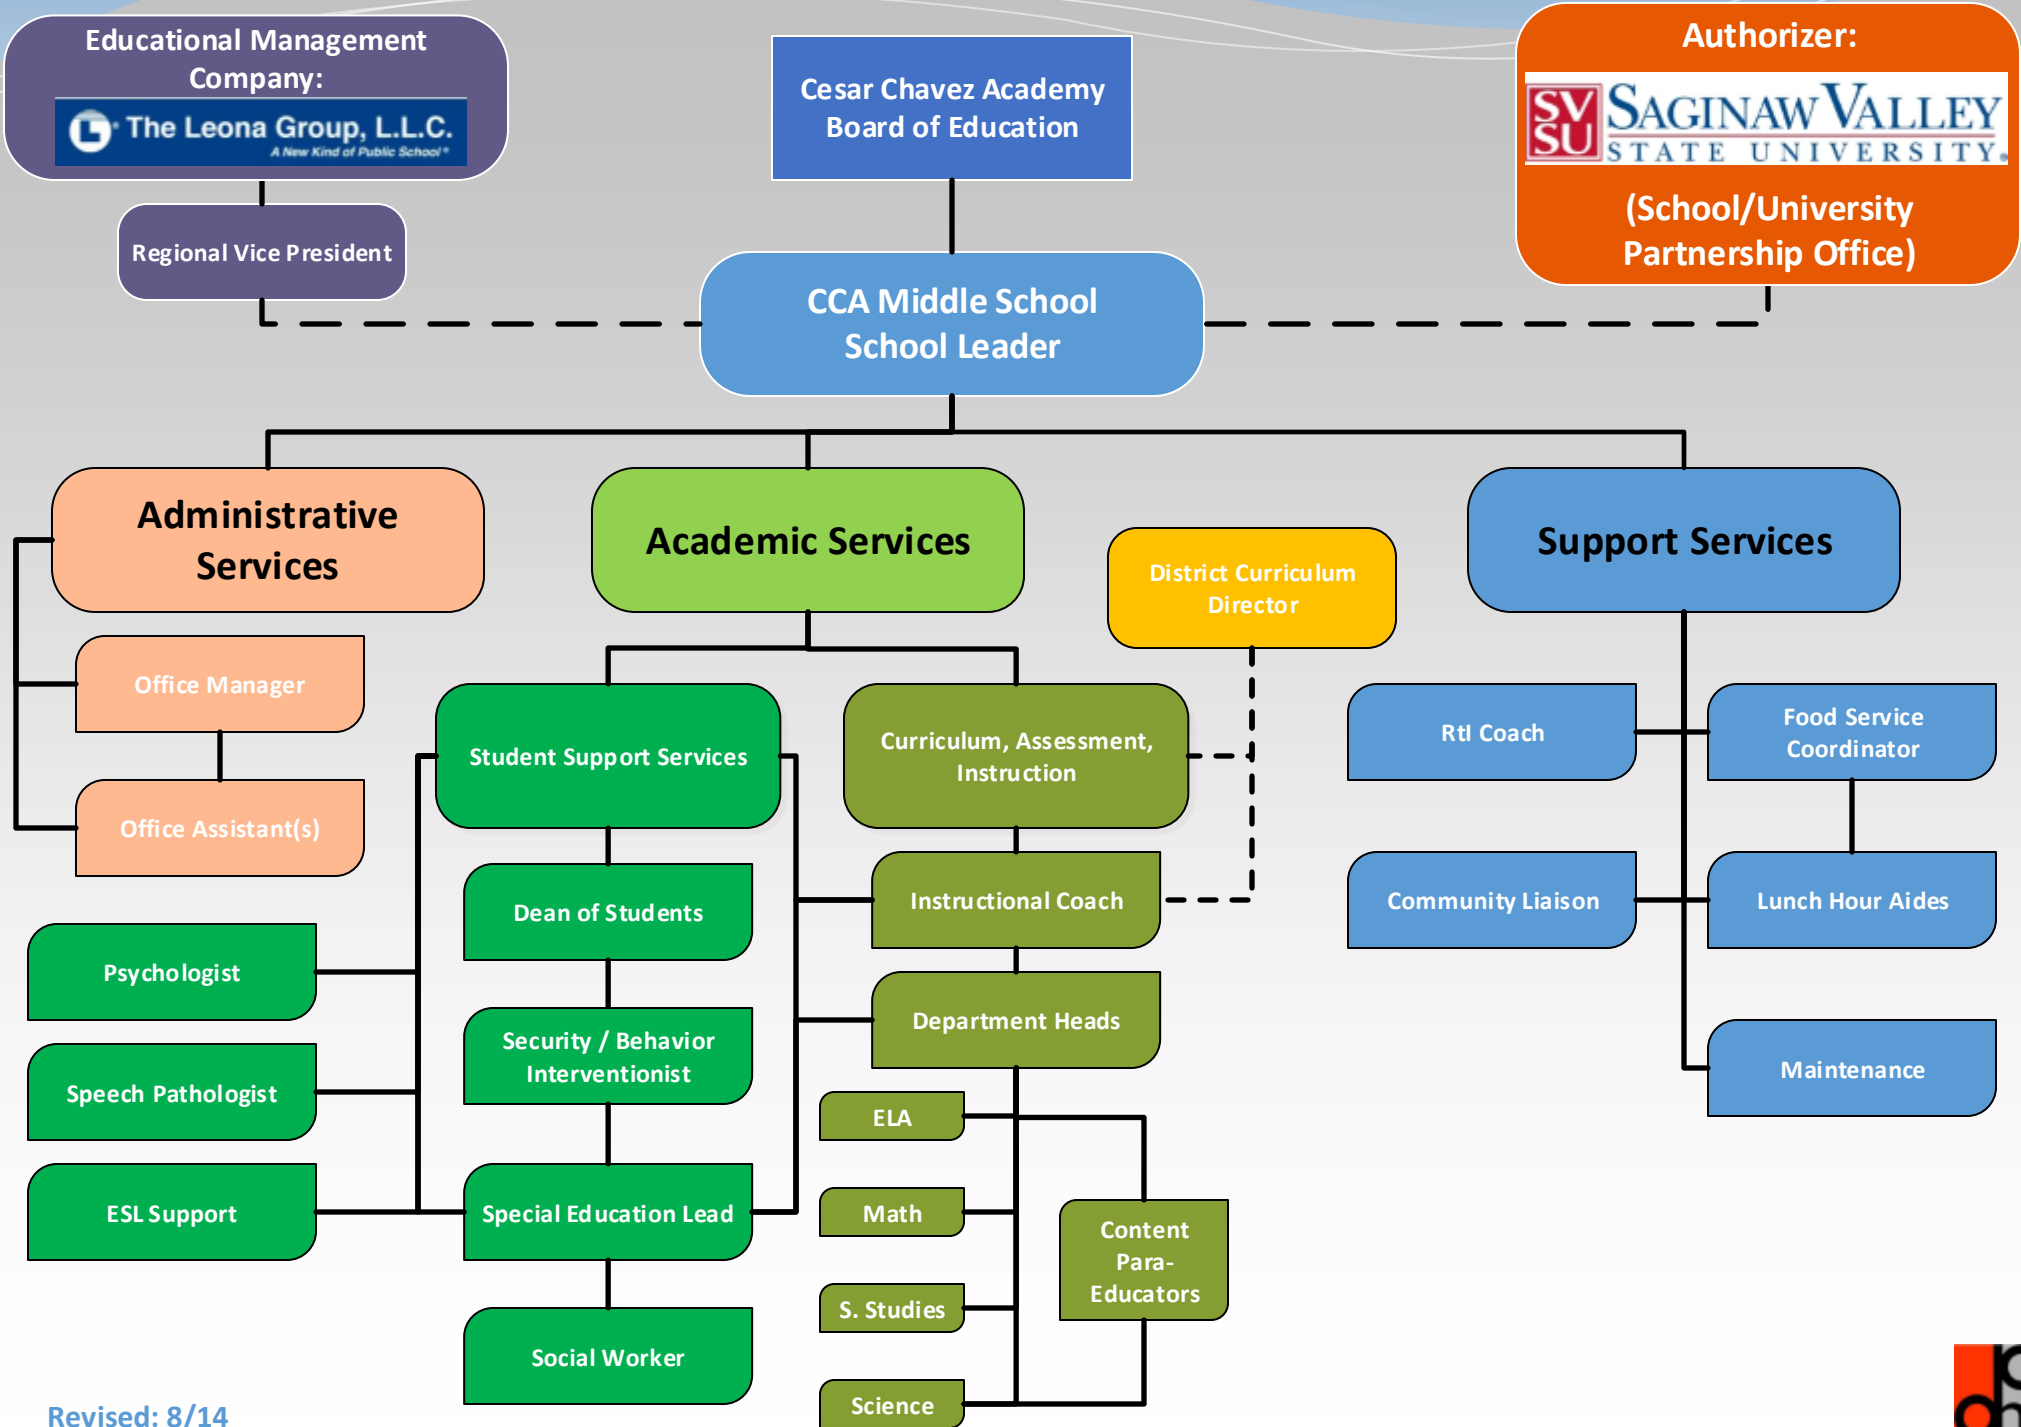 Educational Management
Company:
The Leona Group, L.L.C.
A New Kind of Public School®
Regional Vice President
Cesar Chavez Academy
Board of Education
Authorizer:
SV
SU
SAGINAW VALLEY
STATE UNIVERSITY.
(School/University
Partnership Office)
CCA Middle School
School Leader
Administrative
Services
Office Manager
Office Assistant(s)
Academic Services
District Curriculum
Director
Support Services
Student Support Services
Curriculum, Assessment,
Instruction
RtI Coach
Food Service
Coordinator
Dean of Students
Instructional Coach
Community Liaison
Lunch Hour Aides
Psychologist
Security / Behavior
Interventionist
Department Heads
Maintenance
Speech Pathologist
ELA
ESL Support
Special Education Lead
Math
Content
Para-
Educators
S. Studies
Social Worker
Science
Revised: 8/14